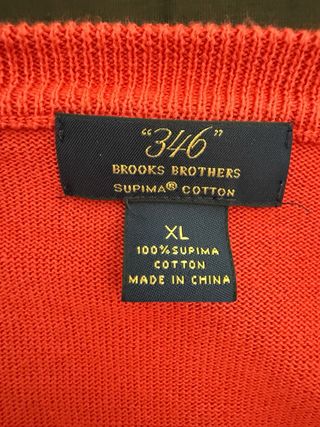 "346"
BROOKS BROTHERS
SUPIMA® COTTON
XL
100% SUPIMA
COTTON
MADE IN CHINA